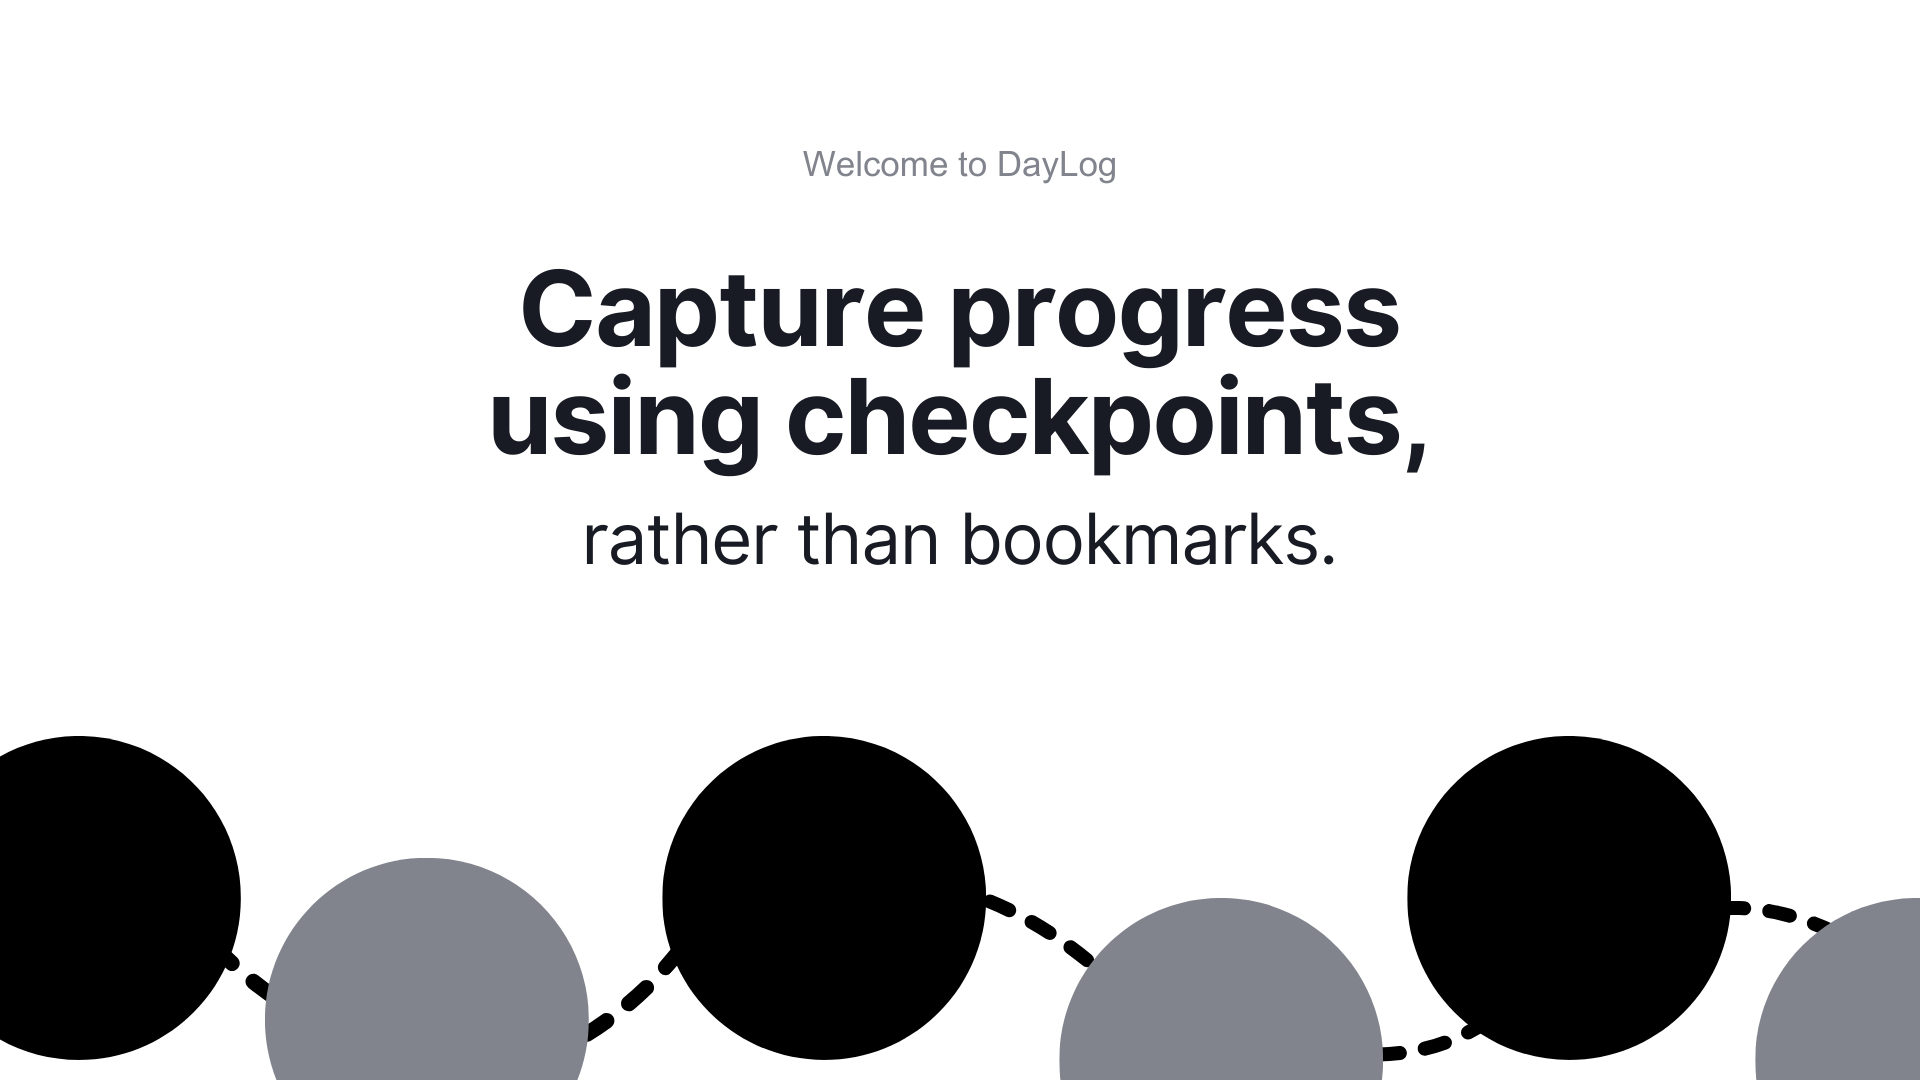 Welcome to DayLog
Capture progress
using checkpoints,
rather than bookmarks.